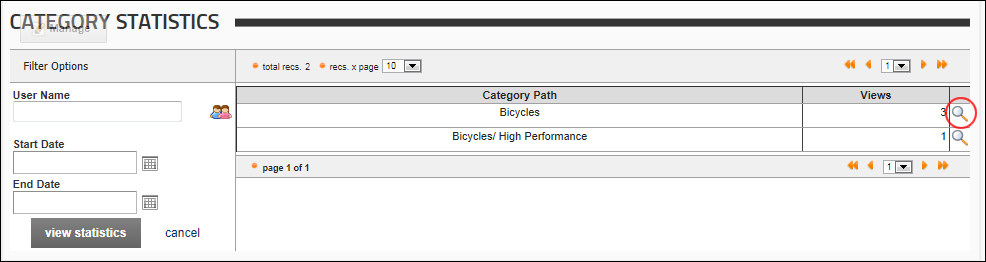 CATEGORY STATISTICS
Manage
Filter Options
total recs. 2 recs. x page 10 1
User Name
Category Path Views
Bicycles 3
Bicycles/ High Performance 1
Start Date
page 1 of 1 1
End Date
view statistics cancel